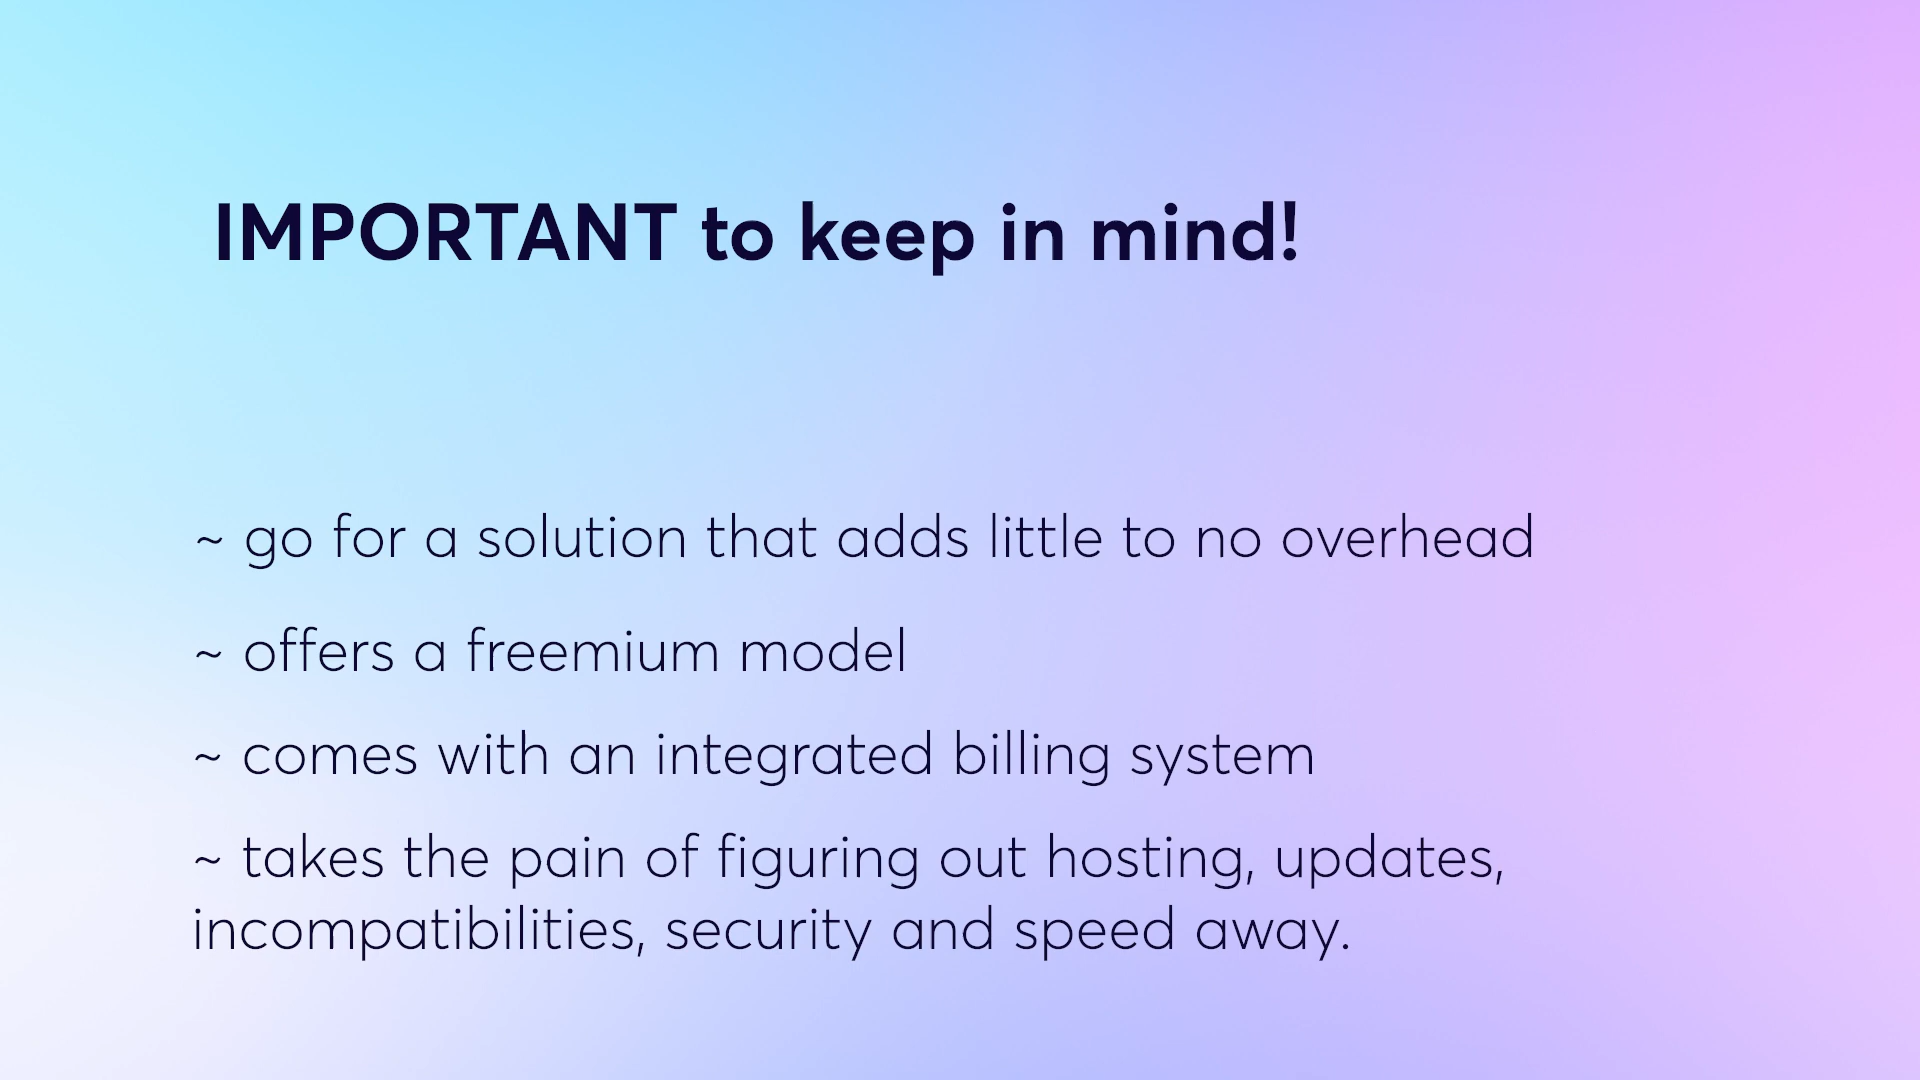 IMPORTANT to keep in mind!
~ go for a solution that adds little to no overhead
~ offers a freemium model
~ comes with an integrated billing system
~ takes the pain of figuring out hosting, updates,
incompatibilities, security and speed away.